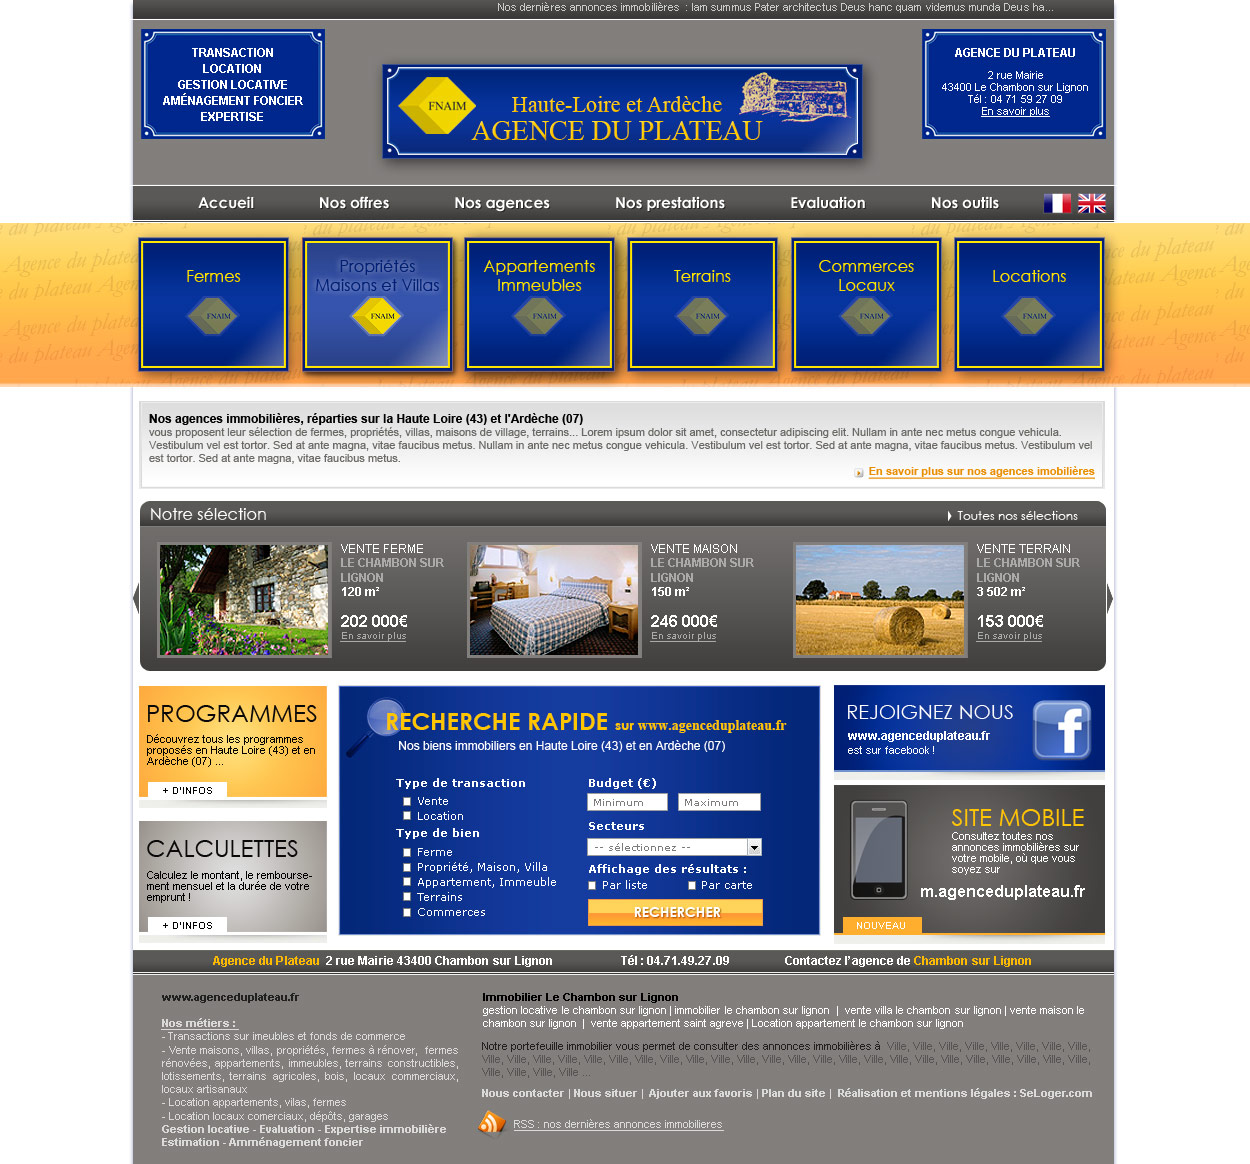 Nos dernières annonces immobilières : Iam summus Pater architectus Deus hanc quam videmus munda Deus ha...
TRANSACTION
LOCATION
GESTION LOCATIVE
AMÉNAGEMENT FONCIER
EXPERTISE
FNAIM
Haute-Loire et Ardèche
AGENCE DU PLATEAU
AGENCE DU PLATEAU
2 rue Mairie
43400 Le Chambon sur Lignon
Tél : 04 71 59 27 09
En savoir plus
Accueil Nos offres Nos agences Nos prestations Evaluation Nos outils
Fermes
FNAIM
Propriétés
Maisons et Villas
FNAIM
Appartements
Immeubles
FNAIM
Terrains
FNAIM
Commerces
Locaux
FNAIM
Locations
FNAIM
Agence du plateau
Nos agences immobilières, réparties sur la Haute Loire (43) et l'Ardèche (07)
vous proposent leur sélection de fermes, propriétés, villas, maisons de village, terrains... Lorem ipsum dolor sit amet, consectetur adipiscing elit. Nullam in ante nec metus congue vehicula.
Vestibulum vel est tortor. Sed at ante magna, vitae faucibus metus. Nullam in ante nec metus congue vehicula. Vestibulum vel est tortor. Sed at ante magna, vitae faucibus metus. Vestibulum vel
est tortor. Sed at ante magna, vitae faucibus metus.
En savoir plus sur nos agences imobilières
Notre sélection
Toutes nos sélections
VENTE FERME
LE CHAMBON SUR
LIGNON
120 m²
202 000€
En savoir plus
VENTE MAISON
LE CHAMBON SUR
LIGNON
150 m²
246 000€
En savoir plus
VENTE TERRAIN
LE CHAMBON SUR
LIGNON
3 502 m²
153 000€
En savoir plus
PROGRAMMES
Découvrez tous les programmes
proposés en Haute Loire (43) et en
Ardèche (07) ...
+ D'INFOS
CALCULETTES
Calculez le montant, le rembourse-
ment mensuel et la durée de votre
emprunt !
+ D'INFOS
RECHERCHE RAPIDE sur www.agenceduplateau.fr
Nos biens immobiliers en Haute Loire (43) et en Ardèche (07)
Type de transaction
Vente
Location
Type de bien
Ferme
Propriété, Maison, Villa
Appartement, Immeuble
Terrains
Commerces
Budget (€)
Minimum Maximum
Secteurs
-- sélectionnez --
Affichage des résultats :
Par liste Par carte
RECHERCHER
REJOIGNEZ NOUS
www.agenceduplateau.fr
est sur facebook !
f
SITE MOBILE
Consultez toutes nos
annonces immobilières sur
votre mobile, où que vous
soyez sur
m.agenceduplateau.fr
NOUVEAU
Agence du Plateau 2 rue Mairie 43400 Chambon sur Lignon Tél : 04.71.49.27.09 Contactez l'agence de Chambon sur Lignon
www.agenceduplateau.fr
Nos métiers :
- Transactions sur imeubles et fonds de commerce
- Vente maisons, villas, propriétés, fermes à rénover, fermes
rénovées, appartements, immeubles, terrains constructibles,
lotissements, terrains agricoles, bois, locaux commerciaux,
locaux artisanaux
- Location appartements, vilas, fermes
- Location locaux comerciaux, dépôts, garages
Gestion locative - Evaluation - Expertise immobilière
Estimation - Amménagement foncier
Immobilier Le Chambon sur Lignon
gestion locative le chambon sur lignon | immobilier le chambon sur lignon | vente villa le chambon sur lignon | vente maison le
chambon sur lignon | vente appartement saint agreve | Location appartement le chambon sur lignon
Notre portefeuille immobilier vous permet de consulter des annonces immobilières à Ville, Ville, Ville, Ville, Ville, Ville, Ville, Ville,
Ville, Ville, Ville, Ville, Ville, Ville, Ville, Ville, Ville, Ville, Ville, Ville, Ville, Ville, Ville, Ville, Ville, Ville, Ville, Ville, Ville, Ville,
Ville, Ville, Ville, Ville ...
Nous contacter | Nous situer | Ajouter aux favoris | Plan du site | Réalisation et mentions légales : SeLoger.com
RSS : nos dernières annonces immobilieres